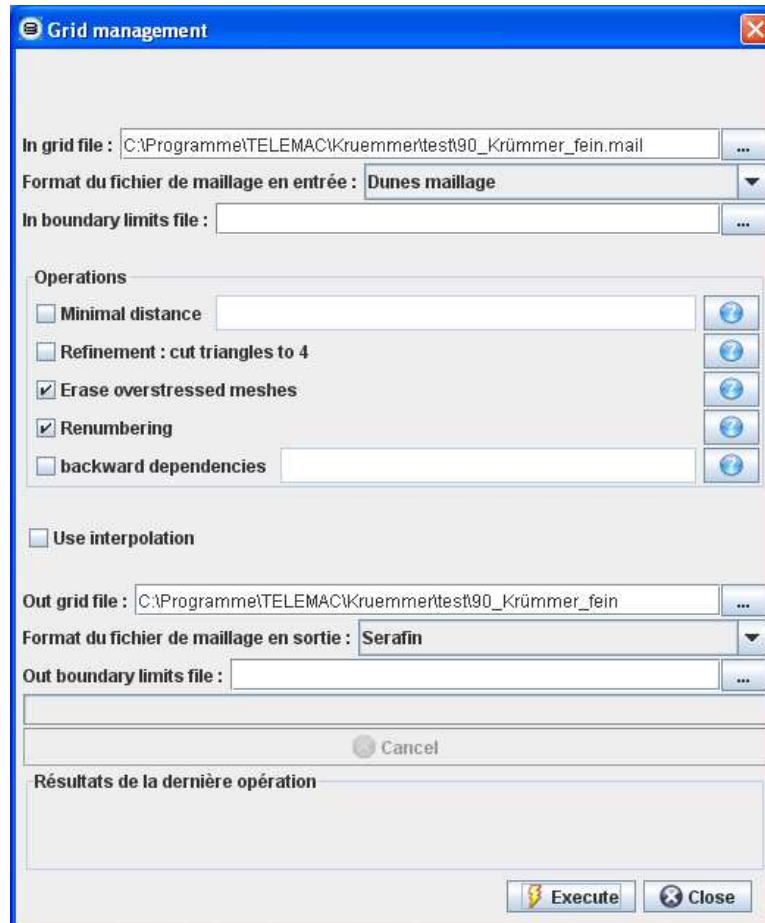 Grid management
In grid file : C:\Programme\TELEMAC\Kruemmer\test\90_Krümmer_fein.mail ...
Format du fichier de maillage en entrée : Dunes maillage
In boundary limits file : ...
Operations
Minimal distance
Refinement : cut triangles to 4
Erase overstressed meshes
Renumbering
backward dependencies
Use interpolation
Out grid file : C:\Programme\TELEMAC\Kruemmer\test\90_Krümmer_fein ...
Format du fichier de maillage en sortie : Serafin
Out boundary limits file : ...
Cancel
Résultats de la dernière opération
Execute Close